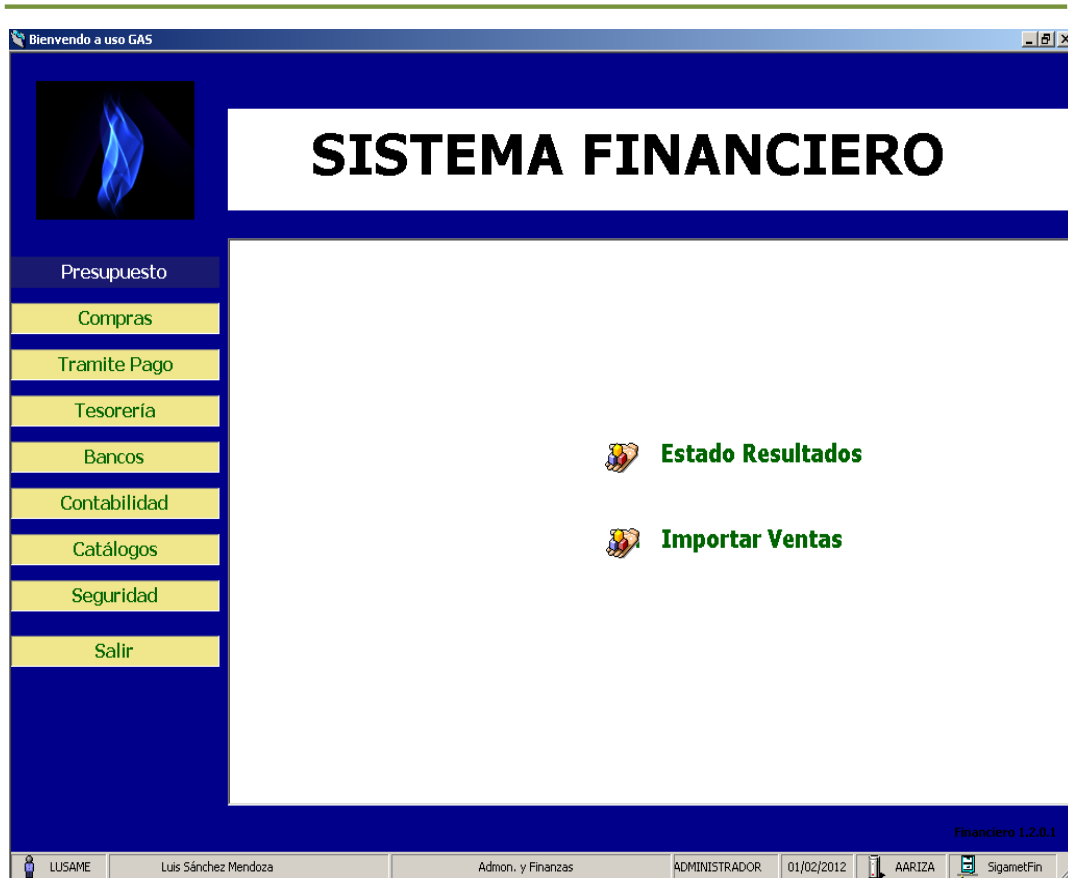 Bienvendo a uso GAS
SISTEMA FINANCIERO
Presupuesto
Compras
Tramite Pago
Tesorería
Bancos
Contabilidad
Catálogos
Seguridad
Salir
Estado Resultados
Importar Ventas
Financiero 1.2.0.1
LUSAME Luis Sánchez Mendoza Admon. y Finanzas ADMINISTRADOR 01/02/2012 AARIZA SigametFin